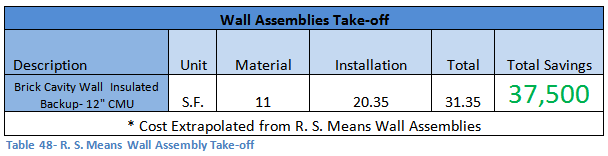 Wall Assemblies Take-off
Description Unit Material Installation Total Total Savings
Brick Cavity Wall Insulated
Backup- 12" CMU
S.F. 11 20.35 31.35 37,500
* Cost Extrapolated from R. S. Means Wall Assemblies
Table 48- R. S. Means Wall Assembly Take-off